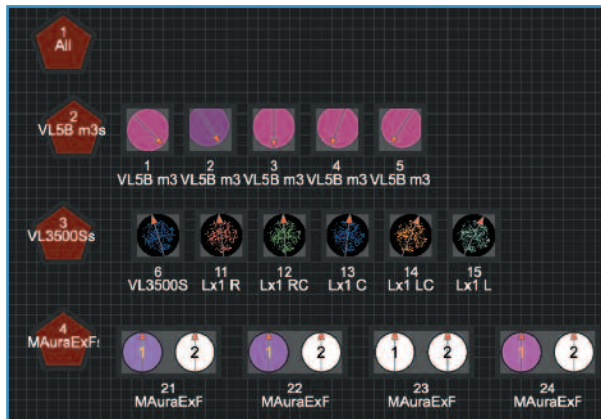 1
All
2
VL5B m3s
1 2 3 4 5
VL5B m3 VL5B m3 VL5B m3 VL5B m3 VL5B m3
3
VL3500Ss
6 11 12 13 14 15
VL3500S Lx1 R Lx1 RC Lx1 C Lx1 LC Lx1 L
4
MAuraExF
1 2 1 2 1 2 1 2
21 22 23 24
MAuraExF MAuraExF MAuraExF MAuraExF